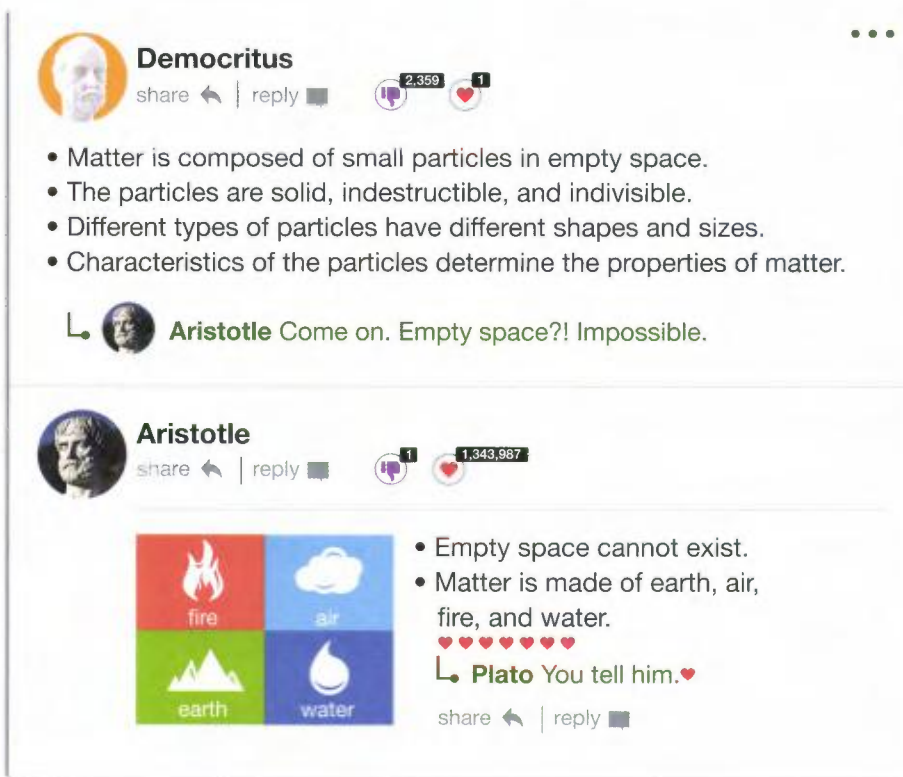 Democritus
share | reply 2,359 1
• Matter is composed of small particles in empty space.
• The particles are solid, indestructible, and indivisible.
• Different types of particles have different shapes and sizes.
• Characteristics of the particles determine the properties of matter.
Aristotle Come on. Empty space?! Impossible.
Aristotle
share | reply 1 1,343,987
fire
air
earth
water
• Empty space cannot exist.
• Matter is made of earth, air,
fire, and water.
Plato You tell him.
share | reply